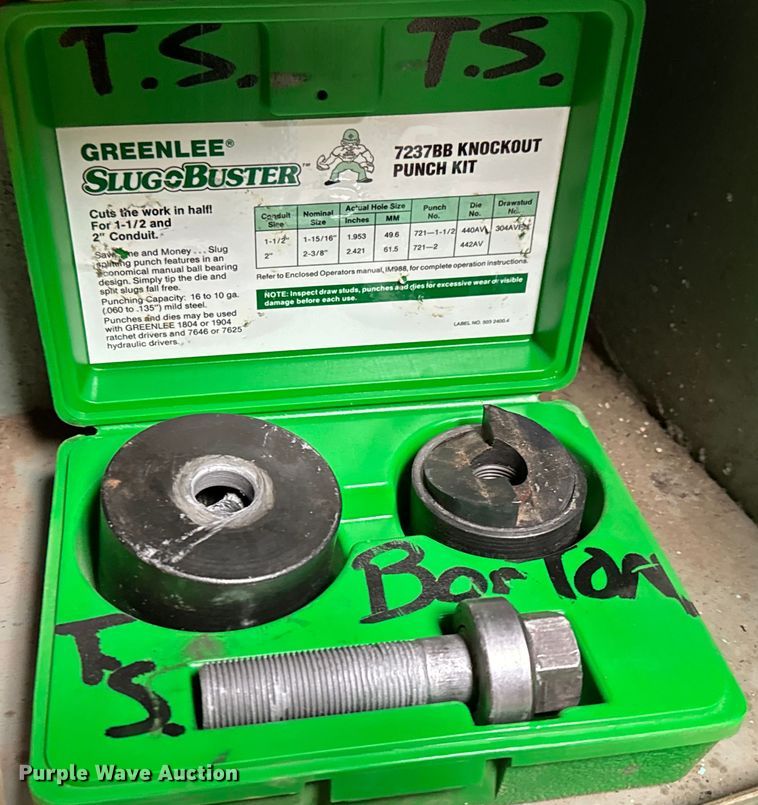 T.S. T.S.
GREENLEE®
SLUGBUSTER™
7237BB KNOCKOUT
PUNCH KIT
Cuts the work in half!
For 1-1/2 and
2" Conduit.
Save Time and Money . . . Slug
splitting punch features in an
economical manual ball bearing
design. Simply tip the die and
split slugs fall free.
Punching Capacity: 16 to 10 ga.
(.060 to .135") mild steel.
Punches and dies may be used
with GREENLEE 1804 or 1904
ratchet drivers and 7646 or 7625
hydraulic drivers.
Conduit Size Nominal Size Actual Hole Size Inches MM Punch No. Die No. Drawstud No.
1-1/2" 1-15/16" 1.953 49.6 721—1-1/2 440AV
2" 2-3/8" 2.421 61.5 721—2 442AV
Refer to Enclosed Operators manual, IM988, for complete operation instructions.
NOTE: Inspect draw studs, punches and dies for excessive wear or visible
damage before each use.
LABEL NO. 503 2400.4
T.S.
Purple Wave Auction